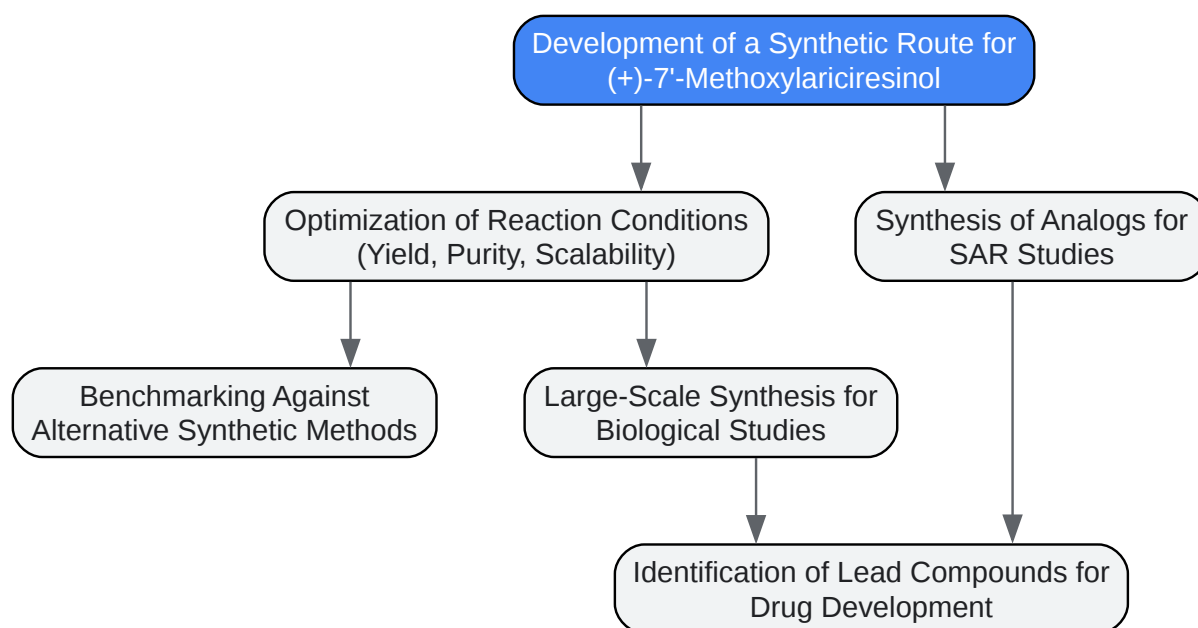 Development of a Synthetic Route for
(+)-7'-Methoxylariciresinol
Optimization of Reaction Conditions
(Yield, Purity, Scalability)
Synthesis of Analogs for
SAR Studies
Benchmarking Against
Alternative Synthetic Methods
Large-Scale Synthesis for
Biological Studies
Identification of Lead Compounds for
Drug Development